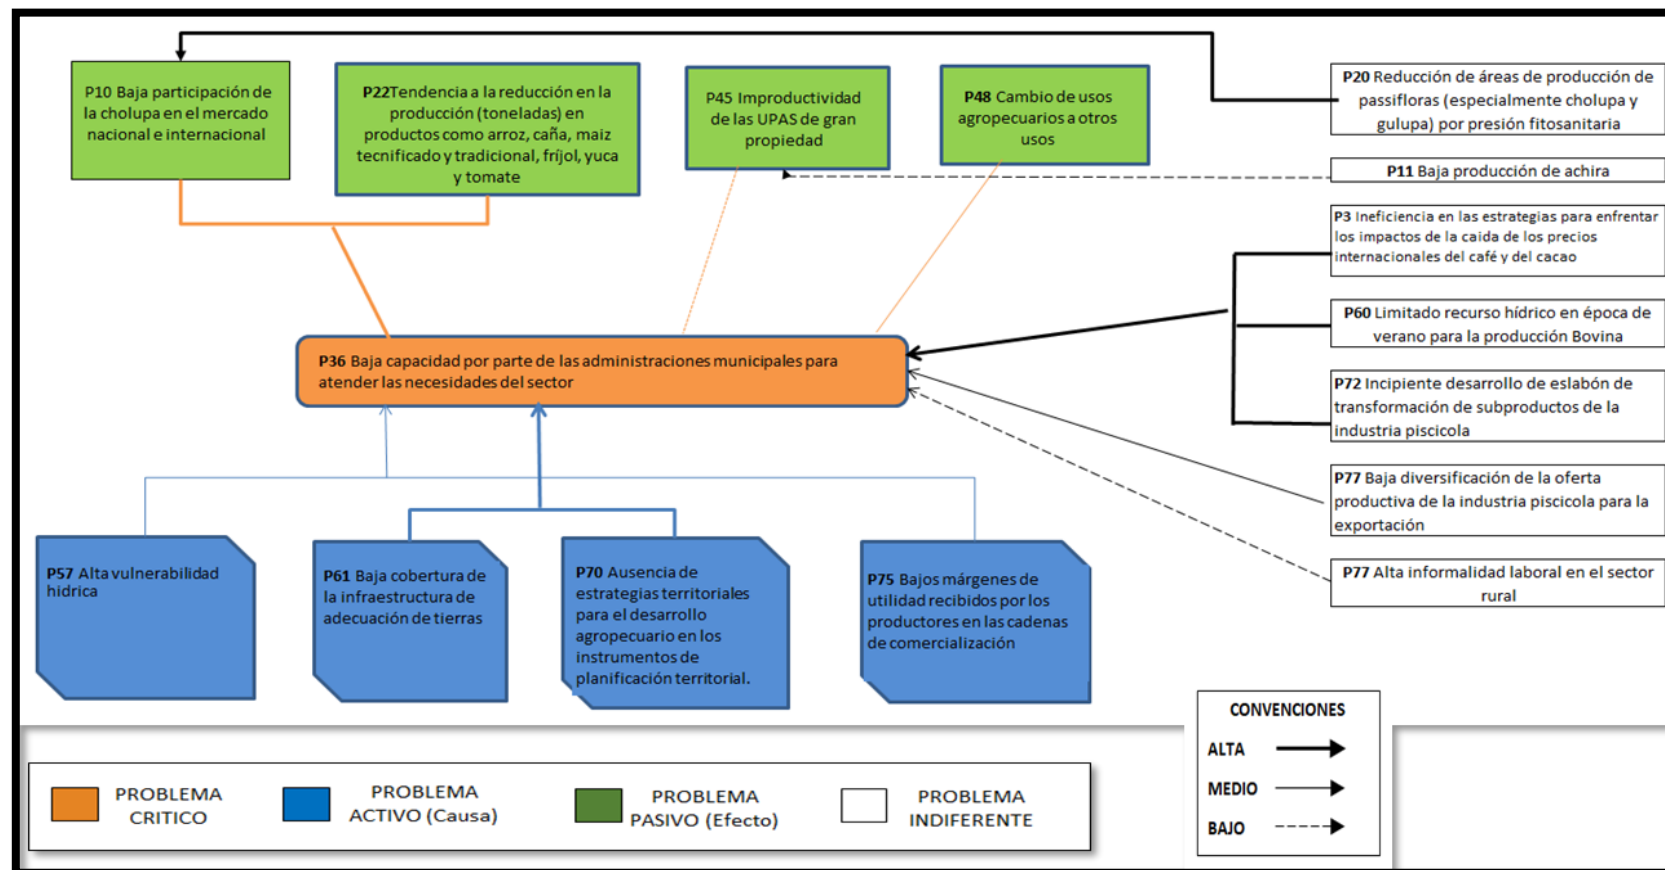 P10 Baja participación de
la cholupa en el mercado
nacional e internacional
P22Tendencia a la reducción en la
producción (toneladas) en
productos como arroz, caña, maiz
tecnificado y tradicional, fríjol, yuca
y tomate
P45 Improductividad
de las UPAS de gran
propiedad
P48 Cambio de usos
agropecuarios a otros
usos
P20 Reducción de áreas de producción de
passifloras (especialmente cholupa y
gulupa) por presión fitosanitaria
P11 Baja producción de achira
P3 Ineficiencia en las estrategias para enfrentar
los impactos de la caida de los precios
internacionales del café y del cacao
P60 Limitado recurso hídrico en época de
verano para la producción Bovina
P72 Incipiente desarrollo de eslabón de
transformación de subproductos de la
industria piscicola
P77 Baja diversificación de la oferta
productiva de la industria piscicola para la
exportación
P77 Alta informalidad laboral en el sector
rural
P36 Baja capacidad por parte de las administraciones municipales para
atender las necesidades del sector
P57 Alta vulnerabilidad
hidrica
P61 Baja cobertura de
la infraestructura de
adecuación de tierras
P70 Ausencia de
estrategias territoriales
para el desarrollo
agropecuario en los
instrumentos de
planificación territorial.
P75 Bajos márgenes de
utilidad recibidos por los
productores en las cadenas
de comercialización
CONVENCIONES
ALTA
MEDIO
BAJO
PROBLEMA
CRITICO
PROBLEMA
ACTIVO (Causa)
PROBLEMA
PASIVO (Efecto)
PROBLEMA
INDIFERENTE